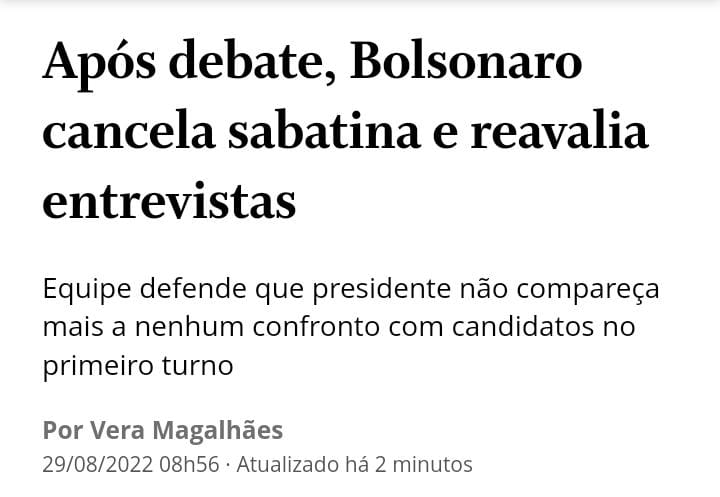 Após debate, Bolsonaro
cancela sabatina e reavalia
entrevistas
Equipe defende que presidente não compareça
mais a nenhum confronto com candidatos no
primeiro turno
Por Vera Magalhães
29/08/2022 08h56 · Atualizado há 2 minutos